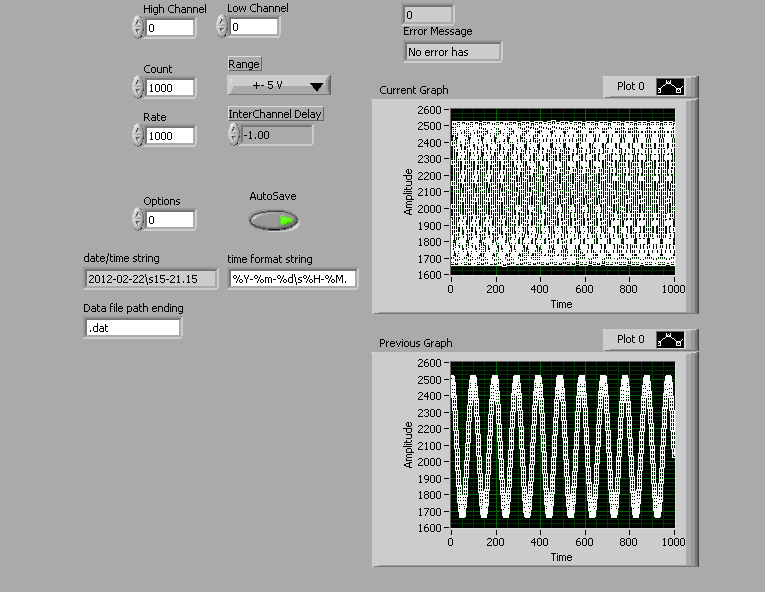 High Channel
0
Low Channel
0
0
Error Message
No error has
Count
1000
Range
+- 5 V
Rate
1000
InterChannel Delay
-1.00
Options
0
AutoSave
date/time string
2012-02-22\s15-21.15
time format string
%Y-%m-%d\s%H-%M.
Data file path ending
.dat
Current Graph
Plot 0
2600
2500
2400
2300
2200
2100
2000
1900
1800
1700
1600
Amplitude
0 200 400 600 800 1000
Time
Previous Graph
Plot 0
2600
2500
2400
2300
2200
2100
2000
1900
1800
1700
1600
Amplitude
0 200 400 600 800 1000
Time